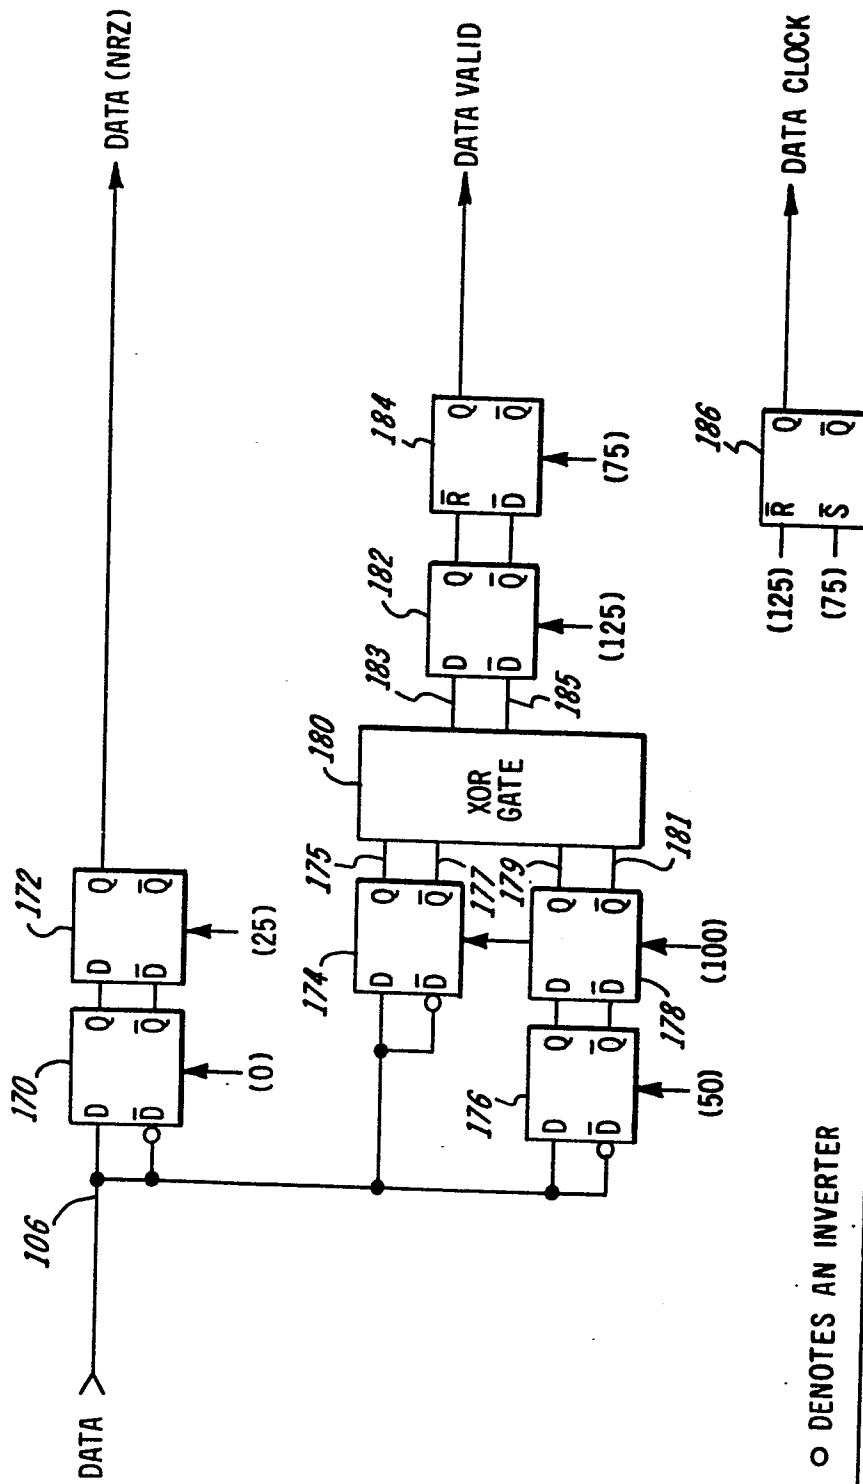 DATA
106
170
D
D̅
Q
Q̅
(0)
172
D
D̅
Q
Q̅
(25)
DATA (NRZ)
174
D
D̅
Q
Q̅
175
177
176
D
D̅
Q
Q̅
(50)
178
D
D̅
Q
Q̅
(100)
179
181
180
XOR
GATE
183
185
182
D
D̅
Q
Q̅
(125)
184
R̅
D̅
Q
Q̅
(75)
DATA VALID
186
(125)
R̅
(75)
S̅
Q
Q̅
DATA CLOCK
O DENOTES AN INVERTER